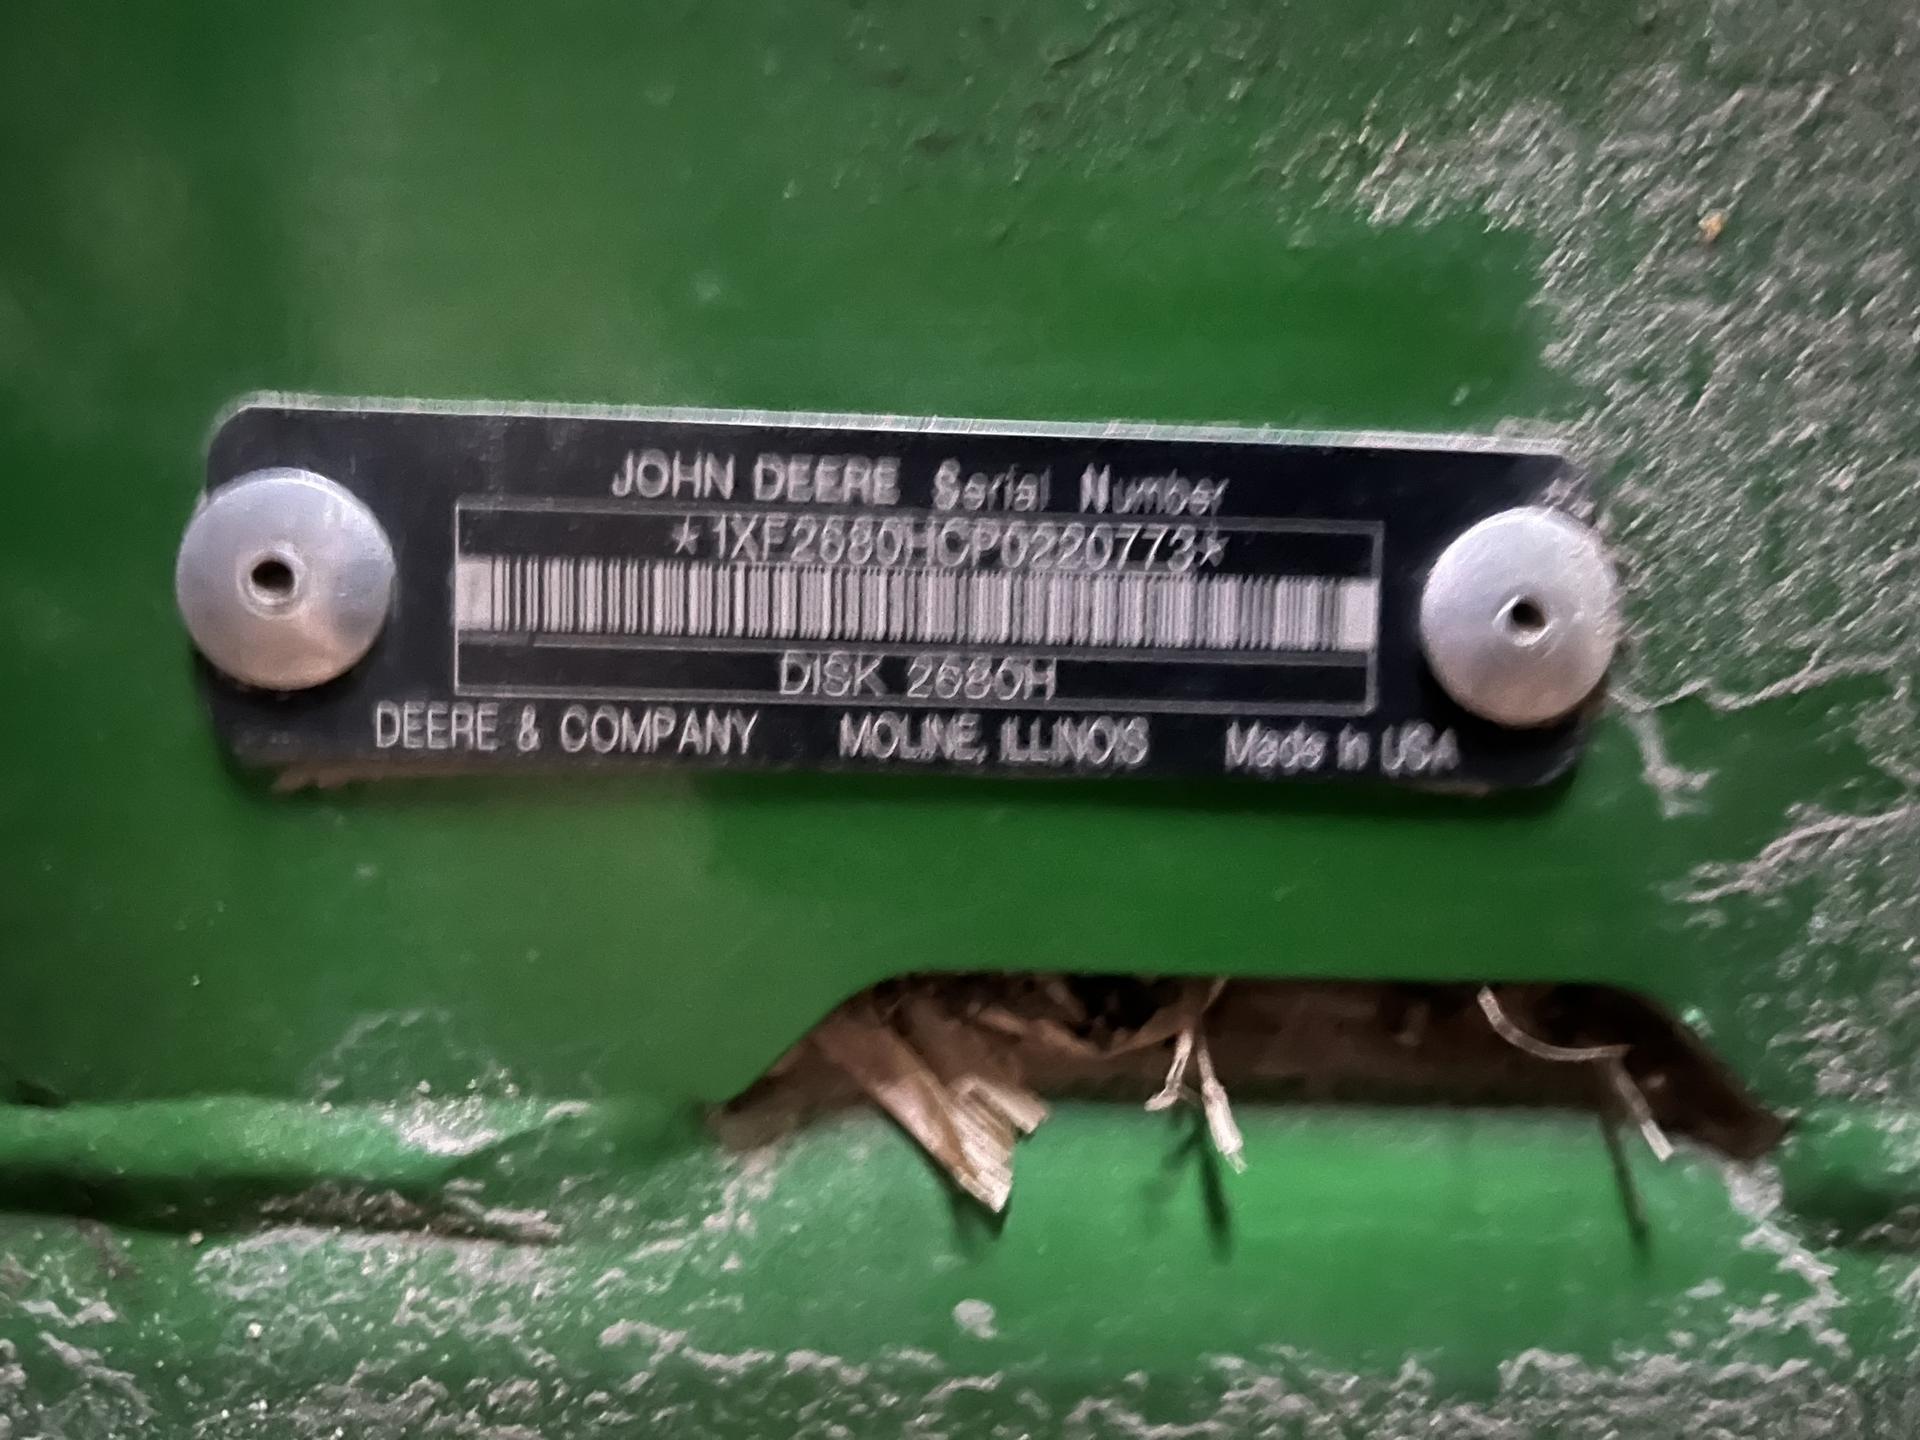 JOHN DEERE Serial Number
*1XF2680HCP0220773*
DISK 2680H
DEERE & COMPANY MOLINE, ILLINOIS Made in USA